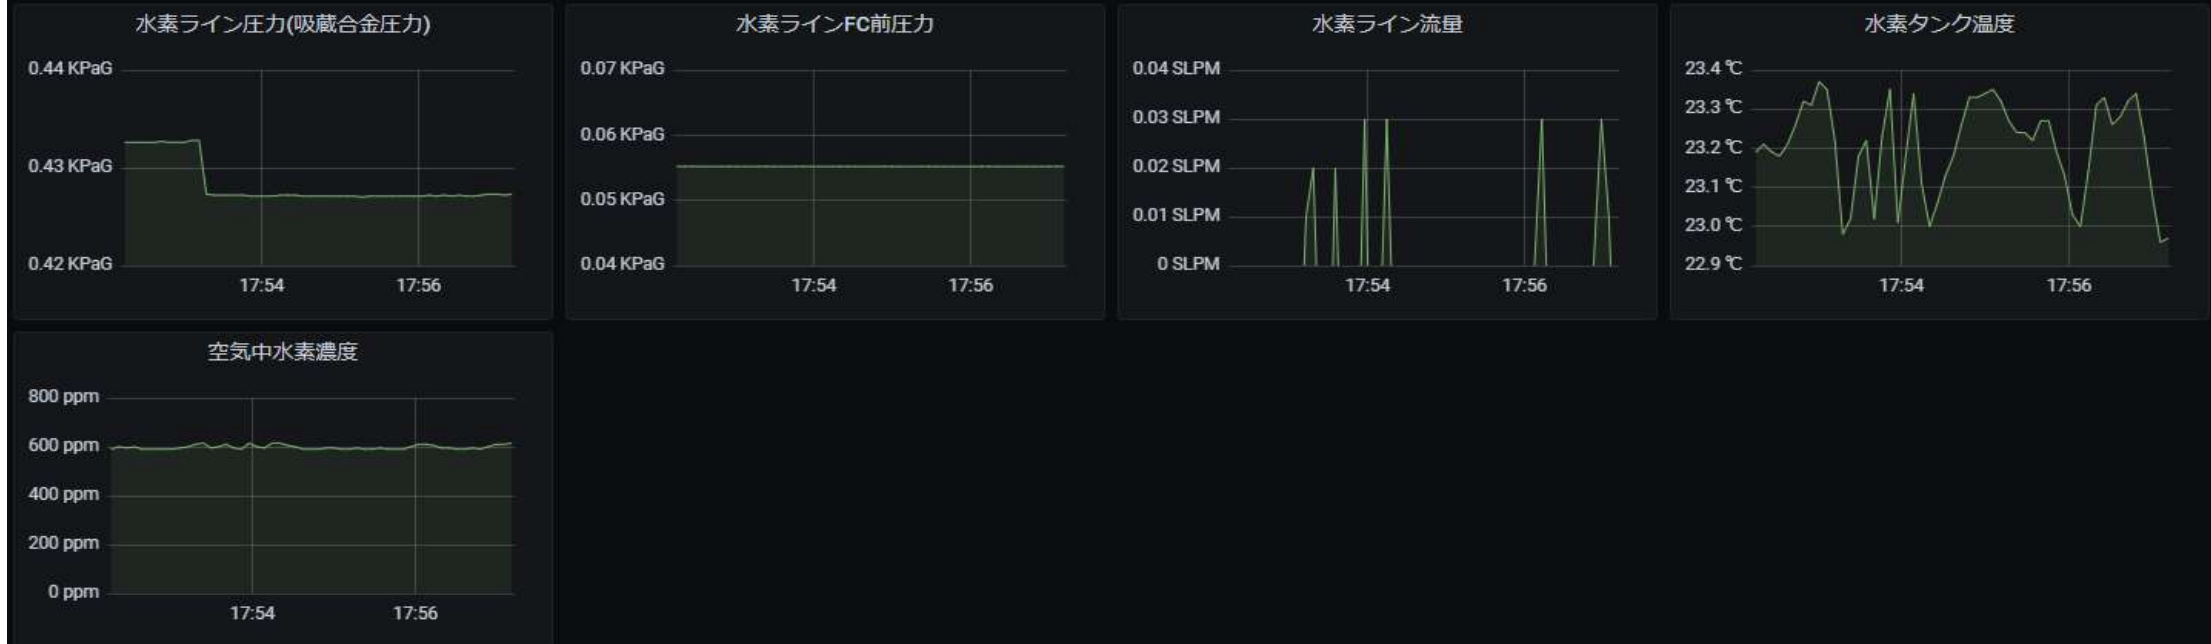 水素ライン圧力(吸蔵合金圧力)
0.44 KPaG
0.43 KPaG
0.42 KPaG
17:54
17:56
水素ラインFC前圧力
0.07 KPaG
0.06 KPaG
0.05 KPaG
0.04 KPaG
17:54
17:56
水素ライン流量
0.04 SLPM
0.03 SLPM
0.02 SLPM
0.01 SLPM
0 SLPM
17:54
17:56
水素タンク温度
23.4 ℃
23.3 ℃
23.2 ℃
23.1 ℃
23.0 ℃
22.9 ℃
17:54
17:56
空気中水素濃度
800 ppm
600 ppm
400 ppm
200 ppm
0 ppm
17:54
17:56